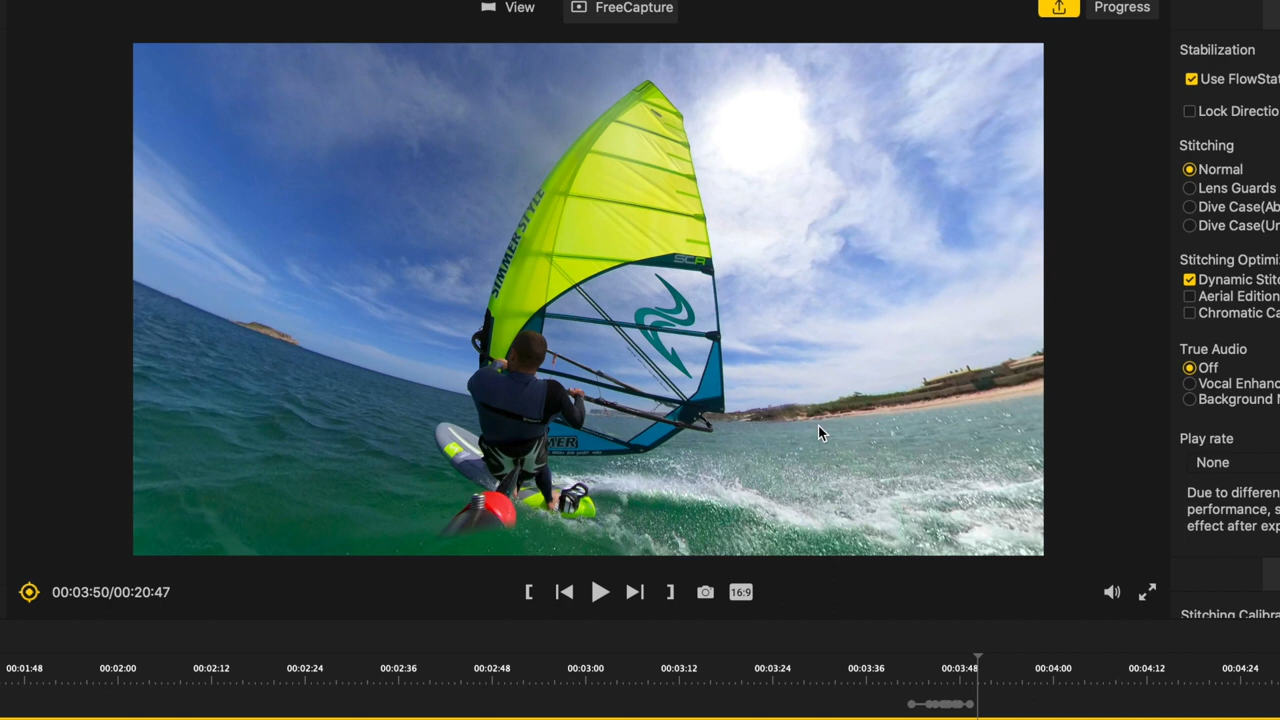 View
FreeCapture
Progress
Stabilization
Use FlowStat
Lock Directio
Stitching
Normal
Lens Guards
Dive Case(Ab
Dive Case(Un
Stitching Optimiz
Dynamic Stitc
Aerial Edition
Chromatic Ca
True Audio
Off
Vocal Enhanc
Background N
Play rate
None
Due to differen
performance, s
effect after exp
Stitching Calibra
SIMMER STYLE
SCR
MER
00:03:50/00:20:47
16:9
00:01:48 00:02:00 00:02:12 00:02:24 00:02:36 00:02:48 00:03:00 00:03:12 00:03:24 00:03:36 00:03:48 00:04:00 00:04:12 00:04:24